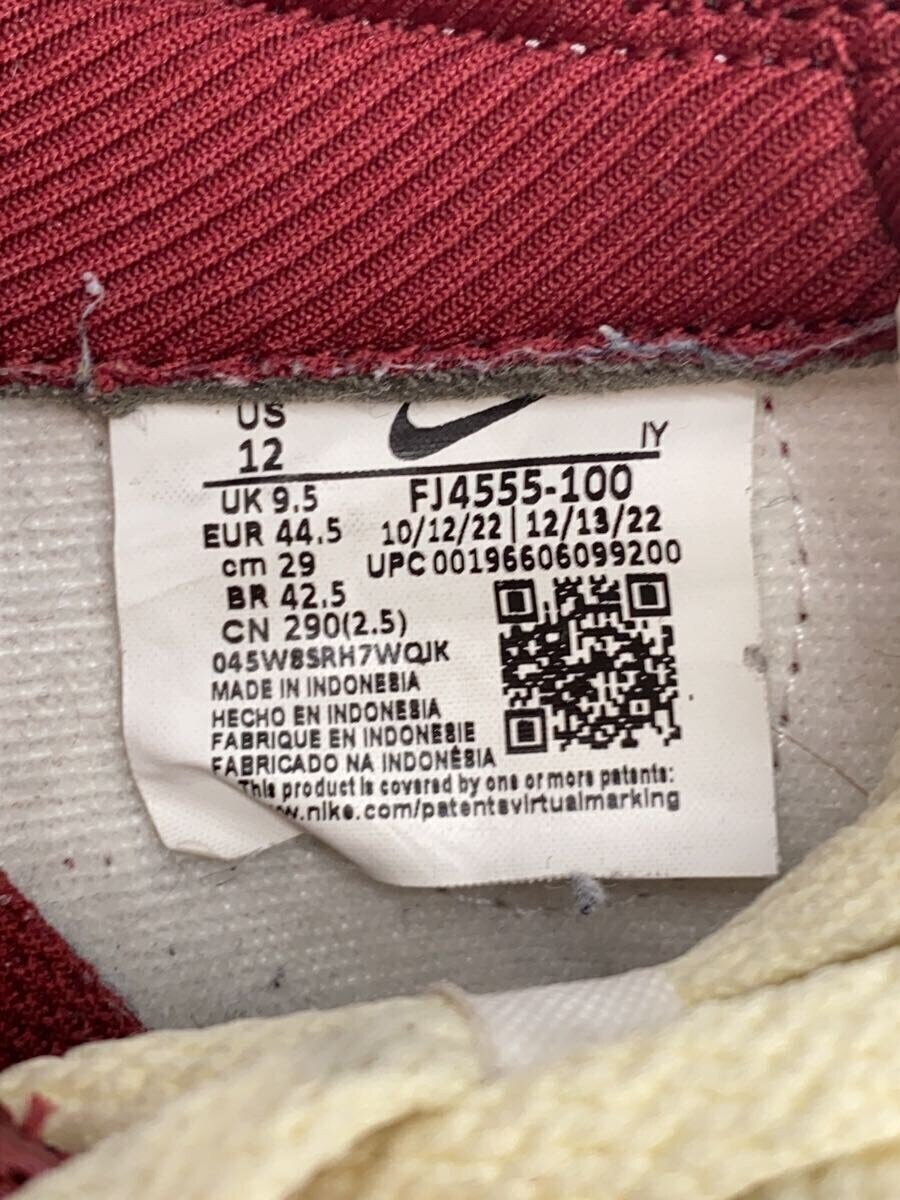 US
12
IY
UK 9.5
EUR 44.5
cm 29
BR 42.5
CN 290(2.5)
FJ4555-100
10/12/22 | 12/13/22
UPC 00196606099200
045W8SRH7WQJK
MADE IN INDONESIA
HECHO EN INDONESIA
FABRIQUE EN INDONESIE
FABRICADO NA INDONÉSIA
This product is covered by one or more patents:
w.nike.com/patentsvirtualmarking